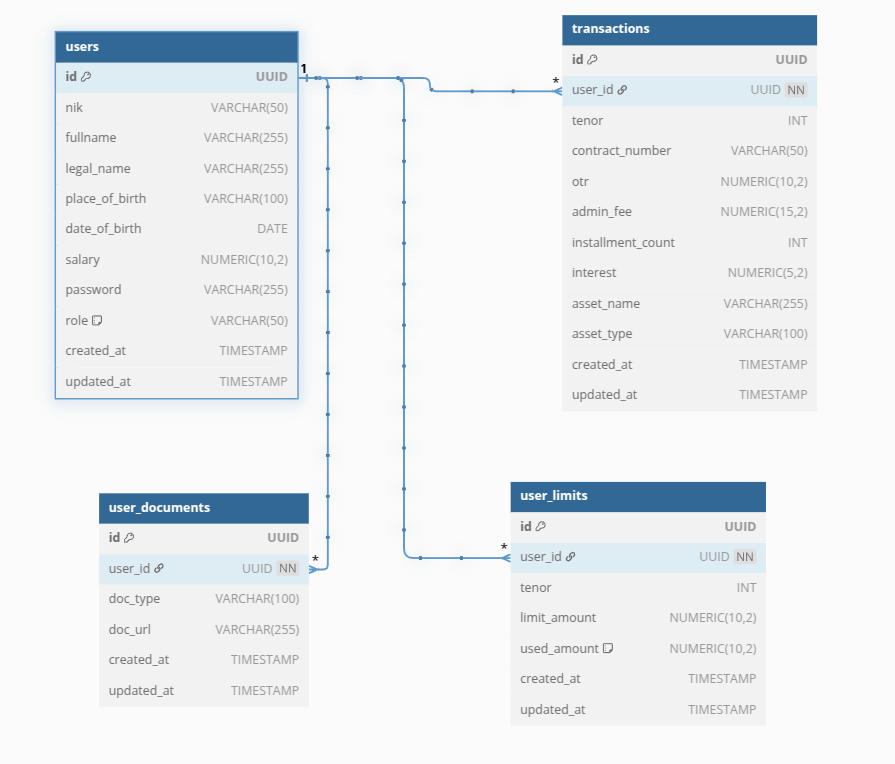 users
id UUID
nik VARCHAR(50)
fullname VARCHAR(255)
legal_name VARCHAR(255)
place_of_birth VARCHAR(100)
date_of_birth DATE
salary NUMERIC(10,2)
password VARCHAR(255)
role VARCHAR(50)
created_at TIMESTAMP
updated_at TIMESTAMP
1
transactions
id UUID
* user_id UUID NN
tenor INT
contract_number VARCHAR(50)
otr NUMERIC(10,2)
admin_fee NUMERIC(15,2)
installment_count INT
interest NUMERIC(5,2)
asset_name VARCHAR(255)
asset_type VARCHAR(100)
created_at TIMESTAMP
updated_at TIMESTAMP
user_documents
id UUID
user_id UUID NN *
doc_type VARCHAR(100)
doc_url VARCHAR(255)
created_at TIMESTAMP
updated_at TIMESTAMP
user_limits
id UUID
* user_id UUID NN
tenor INT
limit_amount NUMERIC(10,2)
used_amount NUMERIC(10,2)
created_at TIMESTAMP
updated_at TIMESTAMP